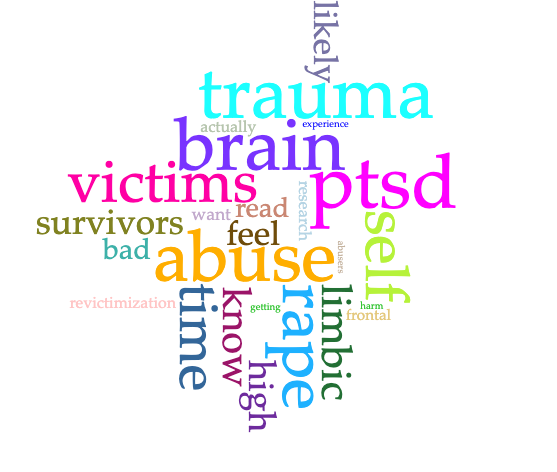 likely
trauma
actually
experience
brain
victims
ptsd
research
survivors
want
read
self
feel
bad
abuse
abusers
revictimization
time
know
getting
rape
limbic
harm
frontal
high